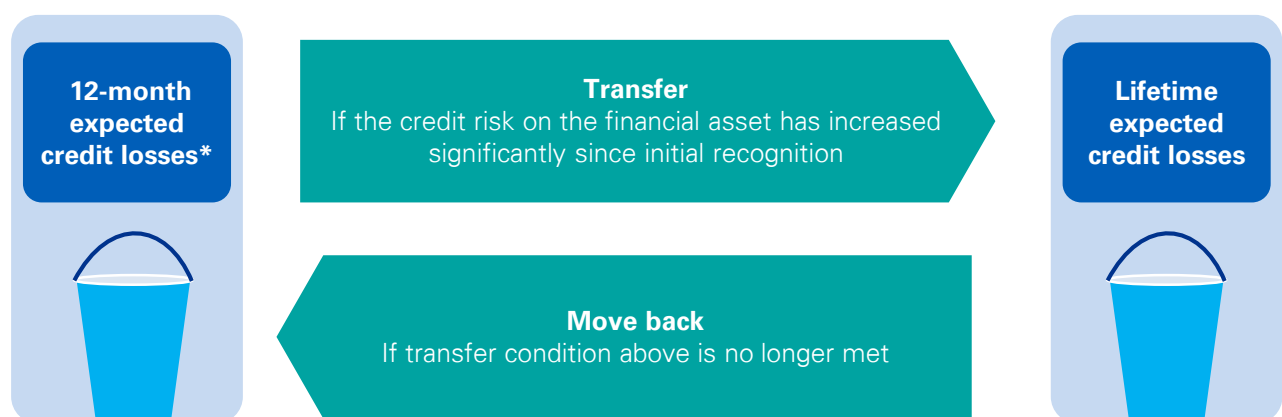 12-month
expected
credit losses*
Transfer
If the credit risk on the financial asset has increased
significantly since initial recognition
Lifetime
expected
credit losses
Move back
If transfer condition above is no longer met